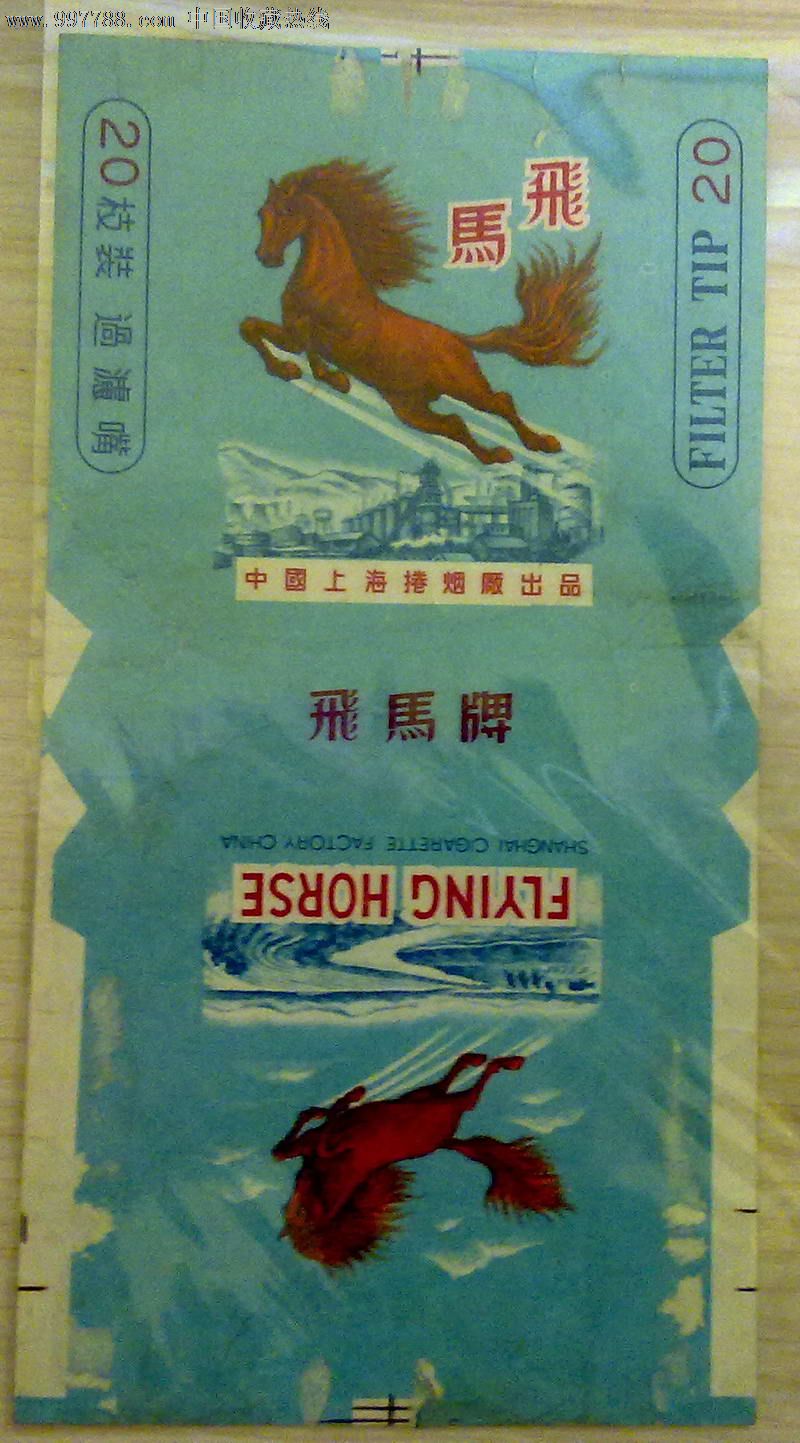 www.997788.com 中国收藏热线
飛馬
20枝裝 過濾嘴
FILTER TIP 20
中國上海捲烟廠出品
飛馬牌
SHANGHAI CIGARETTE FACTORY CHINA
FLYING HORSE